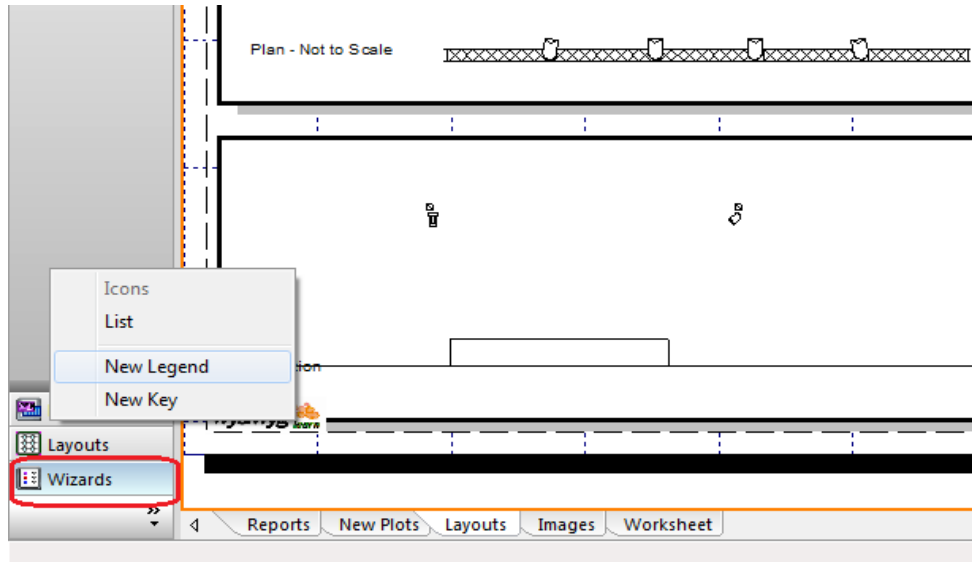 Plan - Not to Scale
Icons
List
New Legend
New Key
Layouts
Wizards
Reports New Plots Layouts Images Worksheet